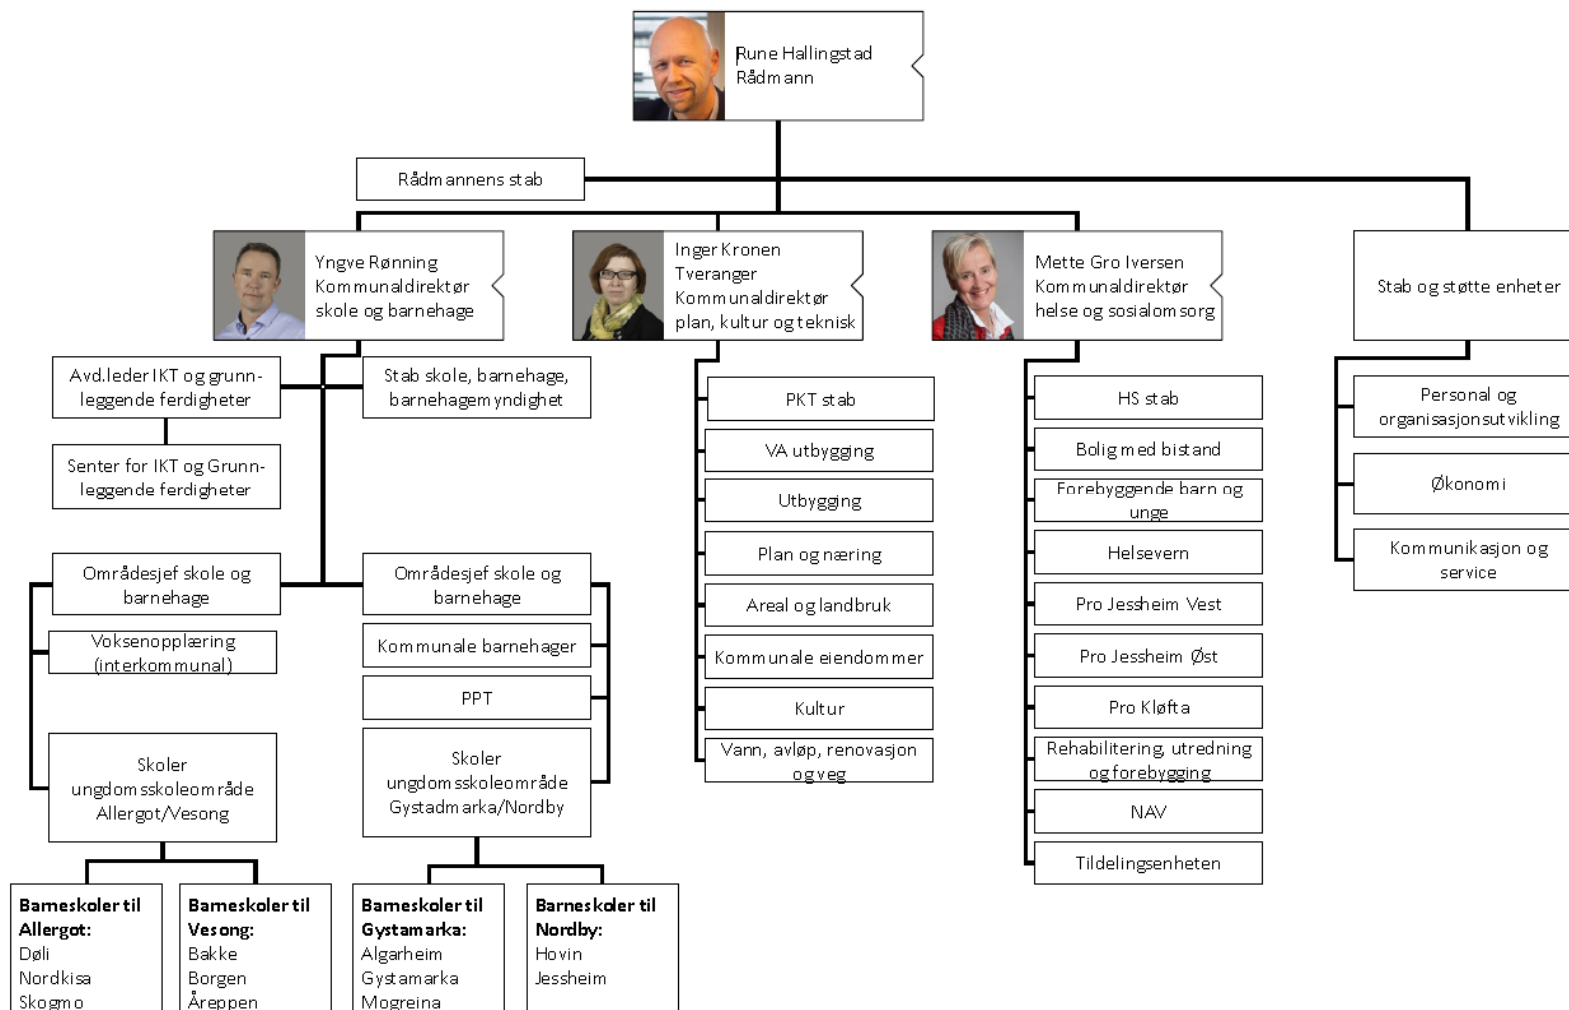 Rune Hallingstad
Rådmann
Rådmannens stab
Yngve Rønning
Kommunaldirektør
skole og barnehage
Inger Kronen
Tveranger
Kommunaldirektør
plan, kultur og teknisk
Mette Gro Iversen
Kommunaldirektør
helse og sosialomsorg
Stab og støtte enheter
Avd.leder IKT og grunn-
leggende ferdigheter
Stab skole, barnehage,
barnehagemyndighet
Senter for IKT og Grunn-
leggende ferdigheter
Områdesjef skole og
barnehage
Områdesjef skole og
barnehage
Voksenopplæring
(interkommunal)
Kommunale barnehager
PPT
Skoler
ungdomsskoleområde
Allergot/Vesong
Skoler
ungdomsskoleområde
Gystadmarka/Nordby
Barneskoler til
Allergot:
Døli
Nordkisa
Skogmo
Barneskoler til
Vesong:
Bakke
Borgen
Åreppen
Barneskoler til
Gystamarka:
Algarheim
Gystamarka
Mogreina
Barneskoler til
Nordby:
Hovin
Jessheim
PKT stab
VA utbygging
Utbygging
Plan og næring
Areal og landbruk
Kommunale eiendommer
Kultur
Vann, avløp, renovasjon
og veg
HS stab
Bolig med bistand
Forebyggende barn og
unge
Helsevern
Pro Jessheim Vest
Pro Jessheim Øst
Pro Kløfta
Rehabilitering, utredning
og forebygging
NAV
Tildelingsenheten
Personal og
organisasjonsutvikling
Økonomi
Kommunikasjon og
service